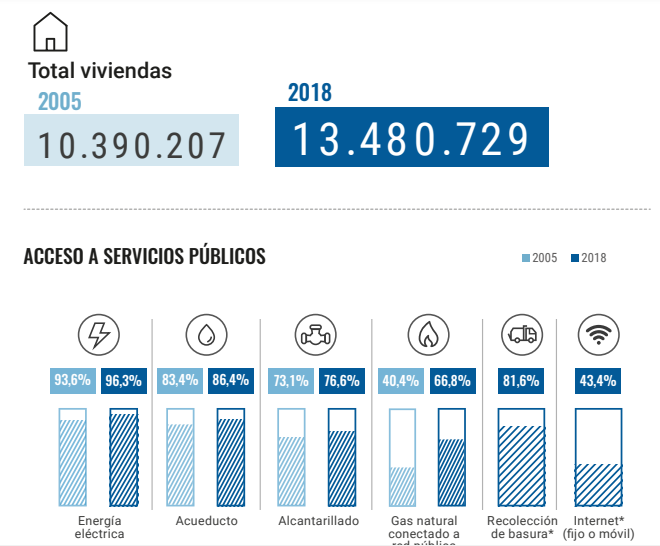 Total viviendas
2005
2018
10.390.207
13.480.729
ACCESO A SERVICIOS PÚBLICOS
2005 2018
93,6% 96,3% 83,4% 86,4% 73,1% 76,6% 40,4% 66,8% 81,6% 43,4%
Energía
eléctrica
Acueducto
Alcantarillado
Gas natural
conectado a
red pública
Recolección
de basura*
Internet*
(fijo o móvil)